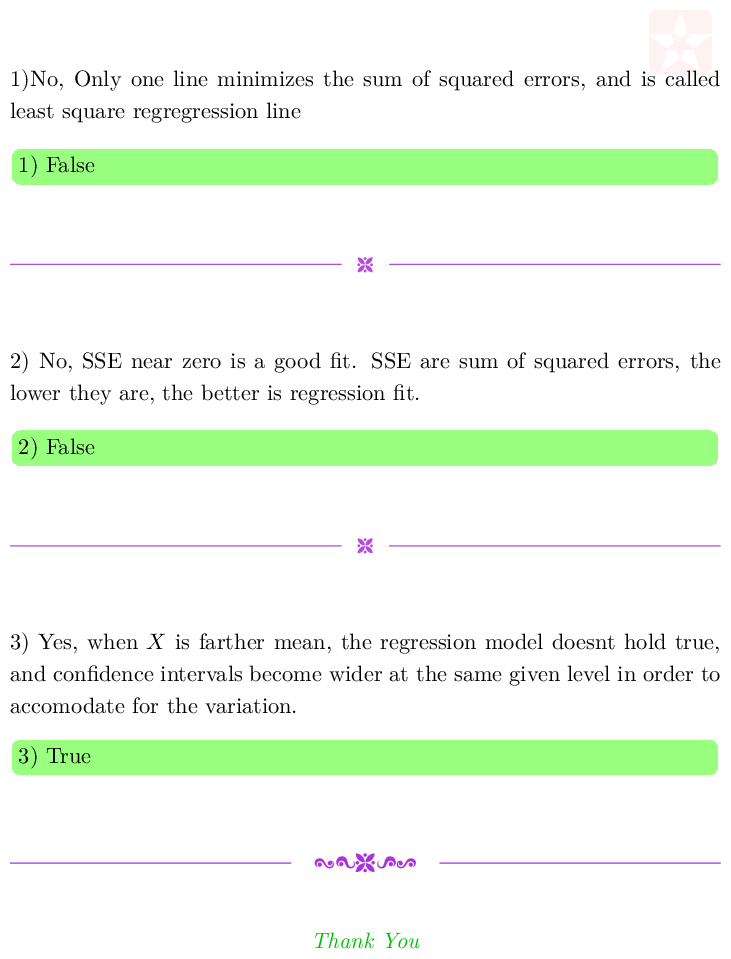 1)No, Only one line minimizes the sum of squared errors, and is called
least square regregression line
1) False
2) No, SSE near zero is a good fit. SSE are sum of squared errors, the
lower they are, the better is regression fit.
2) False
3) Yes, when X is farther mean, the regression model doesnt hold true,
and confidence intervals become wider at the same given level in order to
accomodate for the variation.
3) True
Thank You